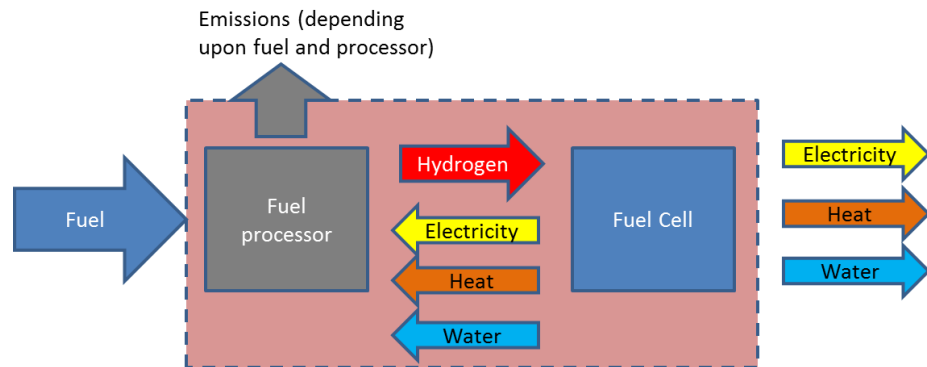 Emissions (depending
upon fuel and processor)
Fuel
Fuel
processor
Hydrogen
Electricity
Heat
Water
Fuel Cell
Electricity
Heat
Water